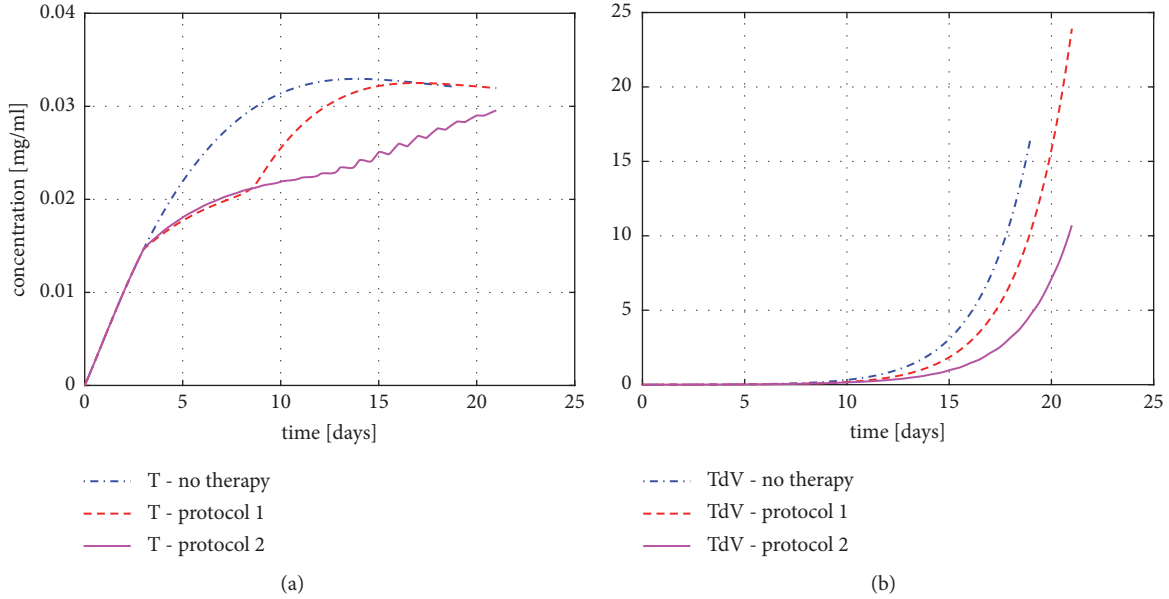 0.04
0.03
0.02
0.01
0
concentration [mg/ml]
0 5 10 15 20 25
time [days]
T - no therapy
T - protocol 1
T - protocol 2
(a)
25
20
15
10
5
0
0 5 10 15 20 25
time [days]
TdV - no therapy
TdV - protocol 1
TdV - protocol 2
(b)